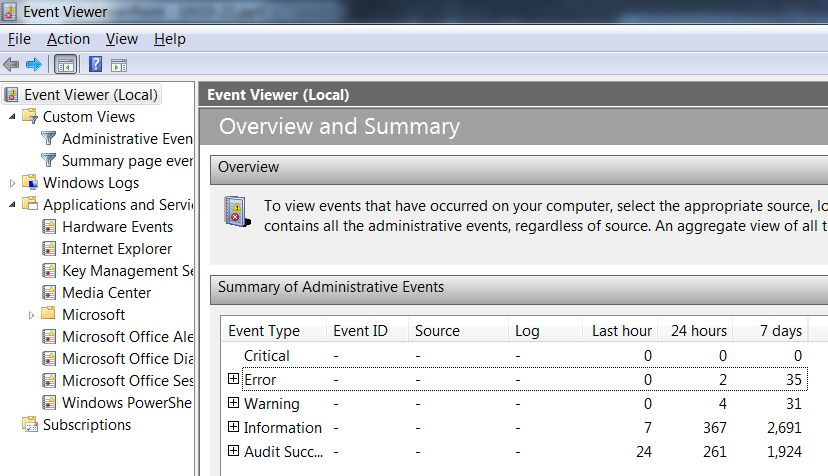 Event Viewer
File Action View Help
Event Viewer (Local)
Custom Views
Administrative Even
Summary page ever
Windows Logs
Applications and Servi
Hardware Events
Internet Explorer
Key Management Se
Media Center
Microsoft
Microsoft Office Ale
Microsoft Office Dia
Microsoft Office Ses
Windows PowerShe
Subscriptions
Event Viewer (Local)
Overview and Summary
Overview
To view events that have occurred on your computer, select the appropriate source, lo
contains all the administrative events, regardless of source. An aggregate view of all t
Summary of Administrative Events
Event Type Event ID Source Log Last hour 24 hours 7 days
Critical - - - 0 0 0
Error - - - 0 2 35
Warning - - - 0 4 31
Information - - - 7 367 2,691
Audit Succ... - - - 24 261 1,924